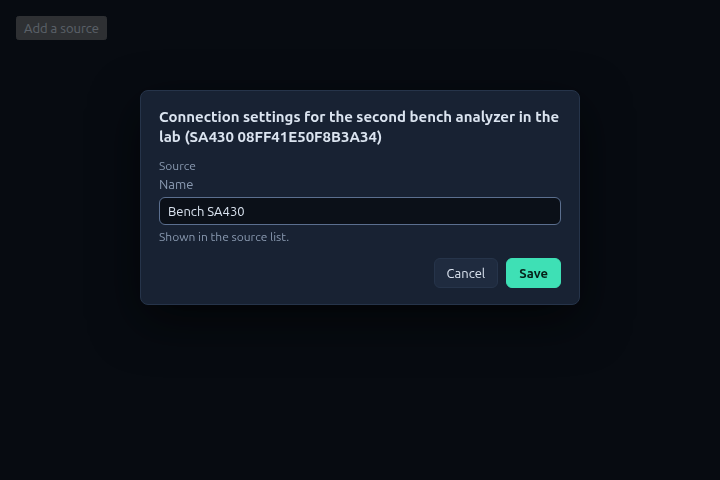 Add a source
Connection settings for the second bench analyzer in the
lab (SA430 08FF41E50F8B3A34)
Source
Name
Bench SA430
Shown in the source list.
Cancel
Save